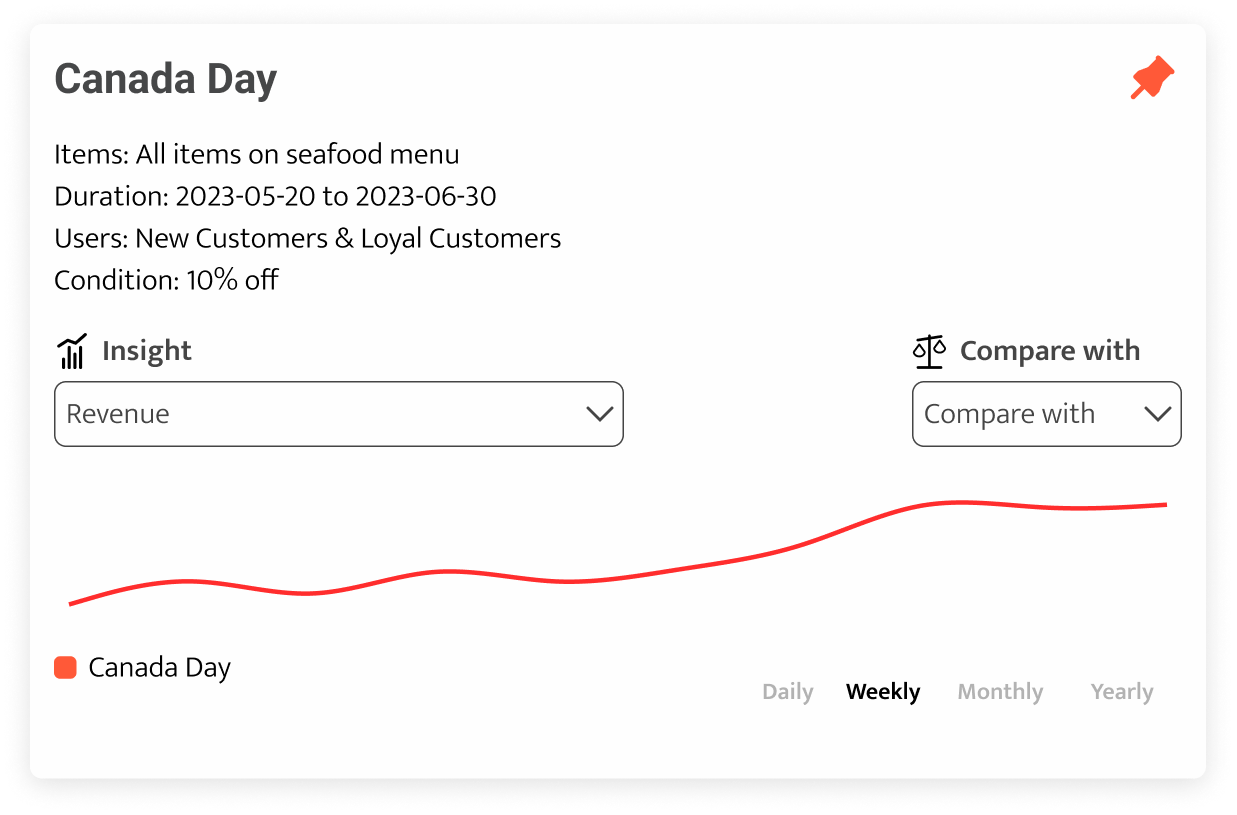 Canada Day
Items: All items on seafood menu
Duration: 2023-05-20 to 2023-06-30
Users: New Customers & Loyal Customers
Condition: 10% off
Insight
Compare with
Revenue
Compare with
Canada Day
Daily Weekly Monthly Yearly